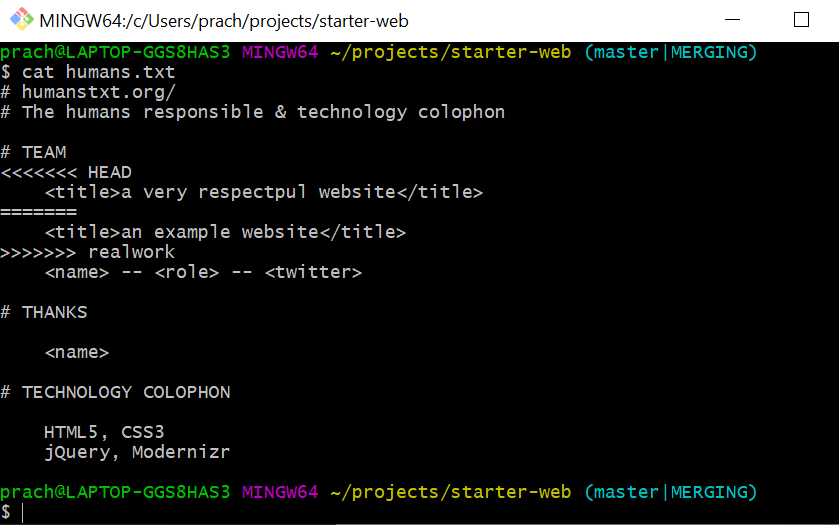 MINGW64:/c/Users/prach/projects/starter-web
prach@LAPTOP-GGS8HAS3 MINGW64 ~/projects/starter-web (master|MERGING)
$ cat humans.txt
# humanstxt.org/
# The humans responsible & technology colophon

# TEAM
<<<<<<< HEAD
    <title>a very respectpul website</title>
=======
    <title>an example website</title>
>>>>>>> realwork
    <name> -- <role> -- <twitter>

# THANKS

    <name>

# TECHNOLOGY COLOPHON

    HTML5, CSS3
    jQuery, Modernizr

prach@LAPTOP-GGS8HAS3 MINGW64 ~/projects/starter-web (master|MERGING)
$